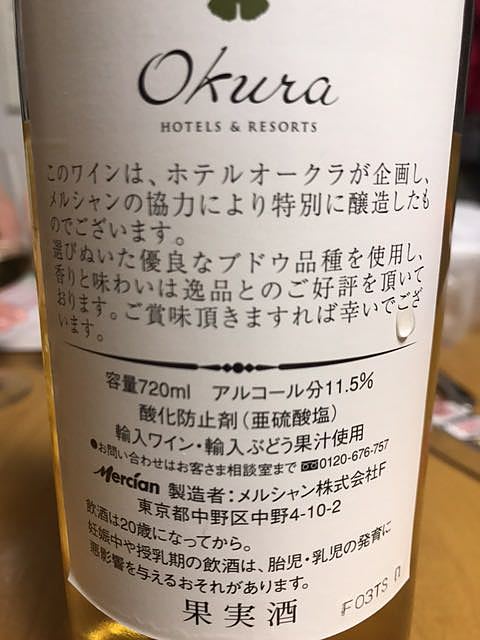 Okura
HOTELS & RESORTS
このワインは、ホテルオークラが企画し、
メルシャンの協力により特別に醸造したも
のでございます。
選びぬいた優良なブドウ品種を使用し、
香りと味わいは逸品とのご好評を頂いて
おります。ご賞味頂きますれば幸いでござ
います。
容量720ml アルコール分11.5%
酸化防止剤(亜硫酸塩)
輸入ワイン・輸入ぶどう果汁使用
●お問い合わせはお客さま相談室まで 0120-676-757
Mercian 製造者:メルシャン株式会社F
東京都中野区中野4-10-2
飲酒は20歳になってから。
妊娠中や授乳期の飲酒は、胎児・乳児の発育に
悪影響を与えるおそれがあります。
果実酒